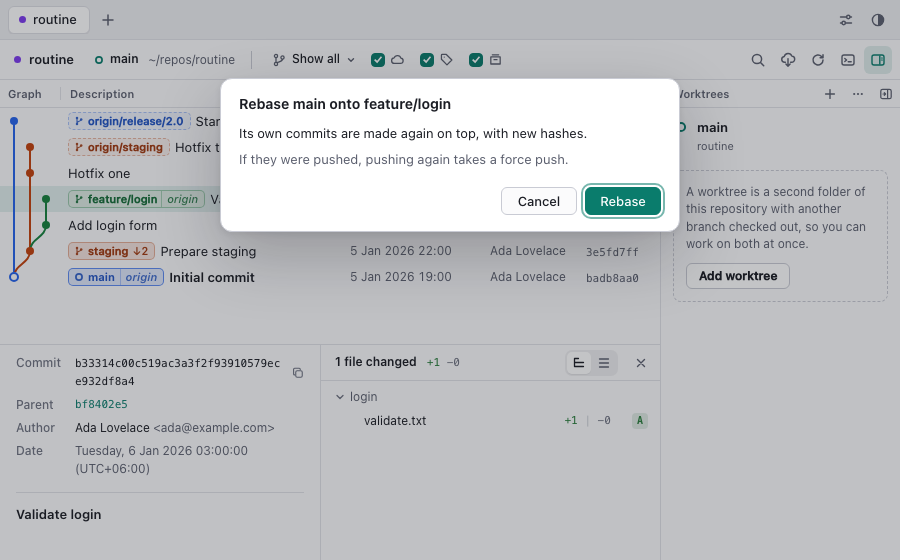 routine
routine
main
~/repos/routine
Show all
Graph
Description
Worktrees
origin/release/2.0
origin/staging
Hotfix
Hotfix one
feature/login
origin
Add login form
staging ↓2
Prepare staging
5 Jan 2026 22:00
Ada Lovelace
3e5fd7ff
main
origin
Initial commit
5 Jan 2026 19:00
Ada Lovelace
badb8aa0
Rebase main onto feature/login
Its own commits are made again on top, with new hashes.
If they were pushed, pushing again takes a force push.
Cancel
Rebase
main
routine
A worktree is a second folder of
this repository with another
branch checked out, so you can
work on both at once.
Add worktree
Commit
b33314c00c519ac3a3f2f93910579ec
e932df8a4
Parent
bf8402e5
Author
Ada Lovelace <ada@example.com>
Date
Tuesday, 6 Jan 2026 03:00:00
(UTC+06:00)
Validate login
1 file changed
+1 −0
login
validate.txt
+1
−0
A